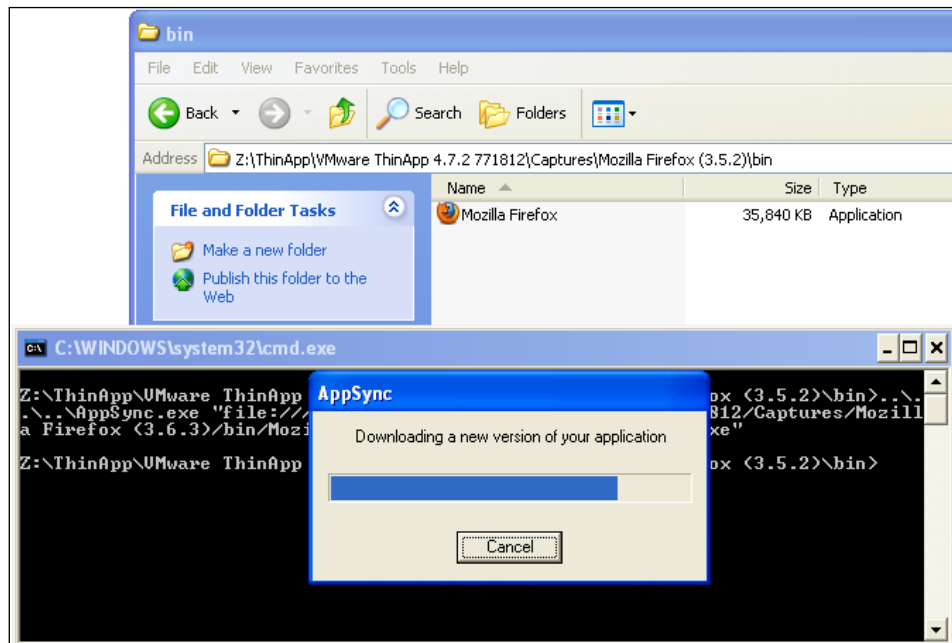 bin
File Edit View Favorites Tools Help
Back Search Folders
Address Z:\ThinApp\VMware ThinApp 4.7.2 771812\Captures\Mozilla Firefox (3.5.2)\bin
Name Size Type
File and Folder Tasks
Mozilla Firefox 35,840 KB Application
Make a new folder
Publish this folder to the
Web
C:\WINDOWS\system32\cmd.exe
Z:\ThinApp\VMware ThinApp ox (3.5.2)\bin>..\.
.\..\AppSync.exe "file:/// 812/Captures/Mozill
a Firefox (3.6.3)/bin/Mozi xe"
Z:\ThinApp\VMware ThinApp ox (3.5.2)\bin>
AppSync
Downloading a new version of your application
Cancel